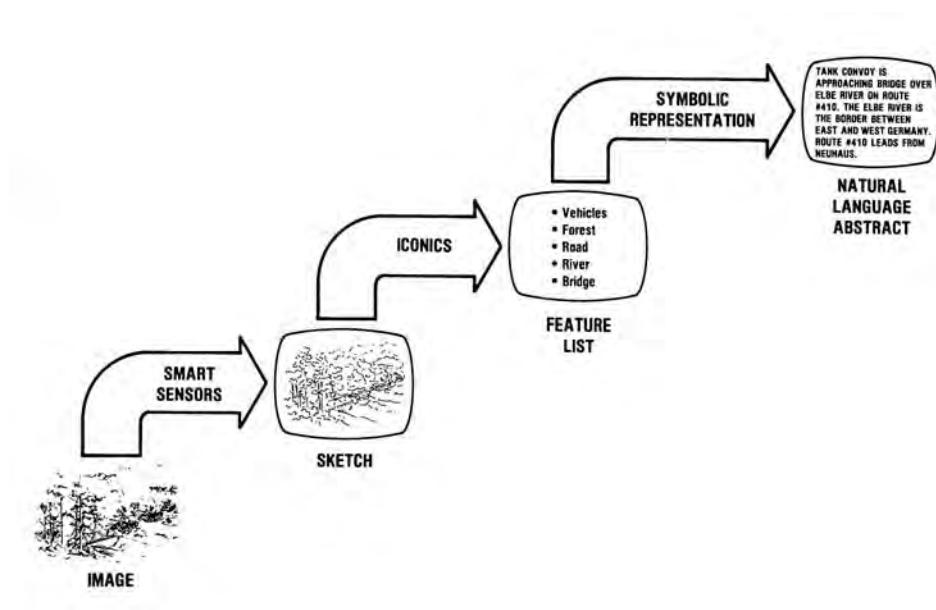 TANK CONVOY IS
APPROACHING BRIDGE OVER
ELBE RIVER ON ROUTE
#410. THE ELBE RIVER IS
THE BORDER BETWEEN
EAST AND WEST GERMANY.
ROUTE #410 LEADS FROM
NEUHAUS.
NATURAL
LANGUAGE
ABSTRACT
SYMBOLIC
REPRESENTATION
• Vehicles
• Forest
• Road
• River
• Bridge
FEATURE
LIST
ICONICS
SKETCH
SMART
SENSORS
IMAGE